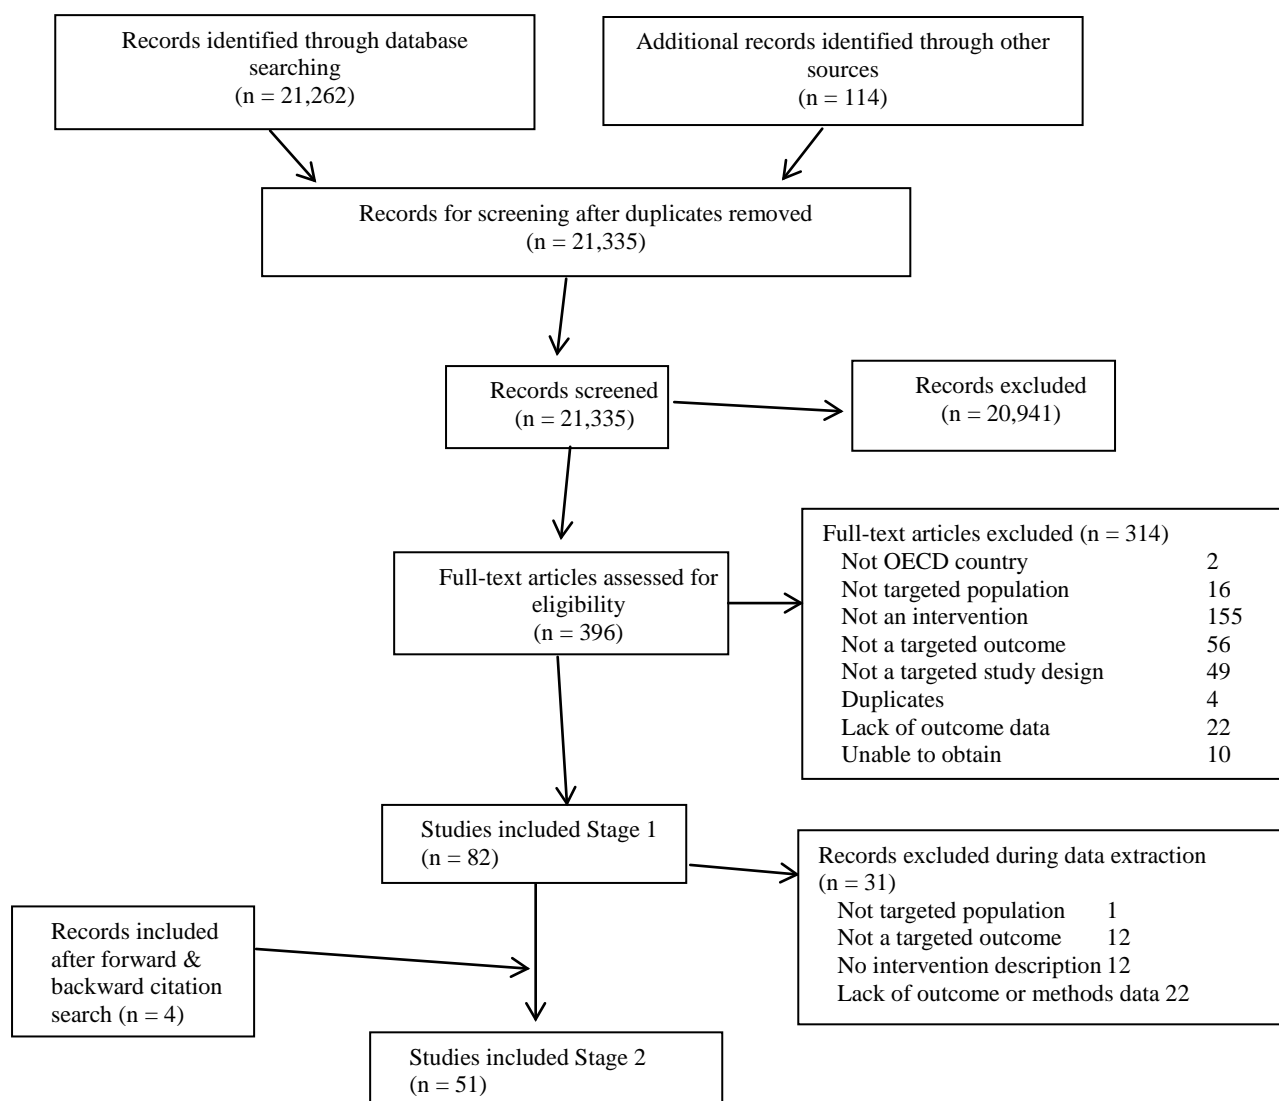 Records identified through database
searching
(n = 21,262)
Additional records identified through other
sources
(n = 114)
Records for screening after duplicates removed
(n = 21,335)
Records screened
(n = 21,335)
Records excluded
(n = 20,941)
Full-text articles assessed for
eligibility
(n = 396)
Full-text articles excluded (n = 314)
Not OECD country 2
Not targeted population 16
Not an intervention 155
Not a targeted outcome 56
Not a targeted study design 49
Duplicates 4
Lack of outcome data 22
Unable to obtain 10
Studies included Stage 1
(n = 82)
Records excluded during data extraction
(n = 31)
Not targeted population 1
Not a targeted outcome 12
No intervention description 12
Lack of outcome or methods data 22
Records included
after forward &
backward citation
search (n = 4)
Studies included Stage 2
(n = 51)